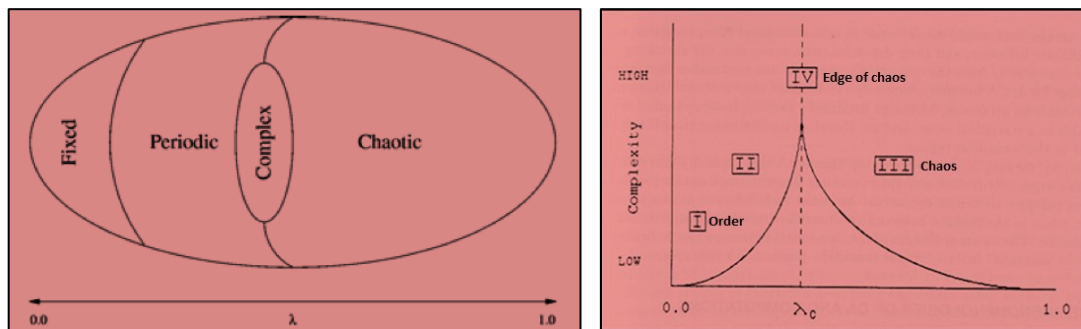 Fixed
Periodic
Complex
Chaotic
0.0 λ 1.0
HIGH
IV Edge of chaos
Complexity
II
III Chaos
I Order
LOW
0.0 λc 1.0